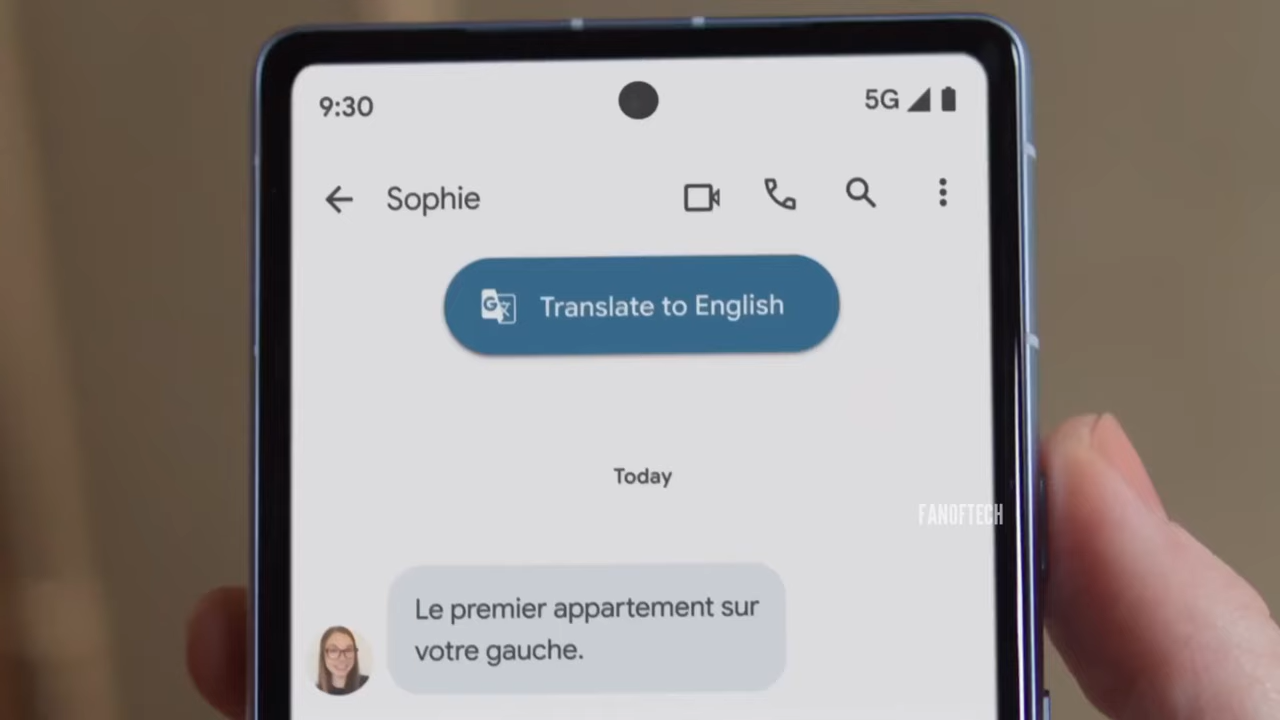 9:30
5G
Sophie
Translate to English
Today
FANOFTECH
Le premier appartement sur
votre gauche.